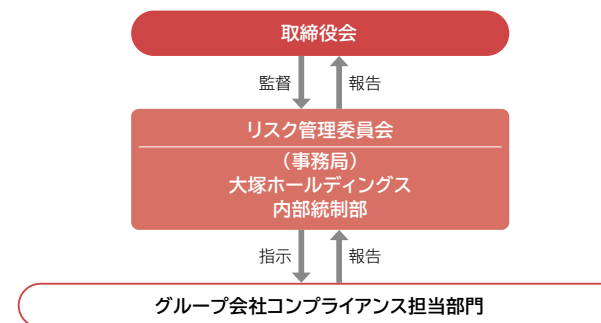 取締役会
監督
報告
リスク管理委員会
（事務局）
大塚ホールディングス
内部統制部
指示
報告
グループ会社コンプライアンス担当部門